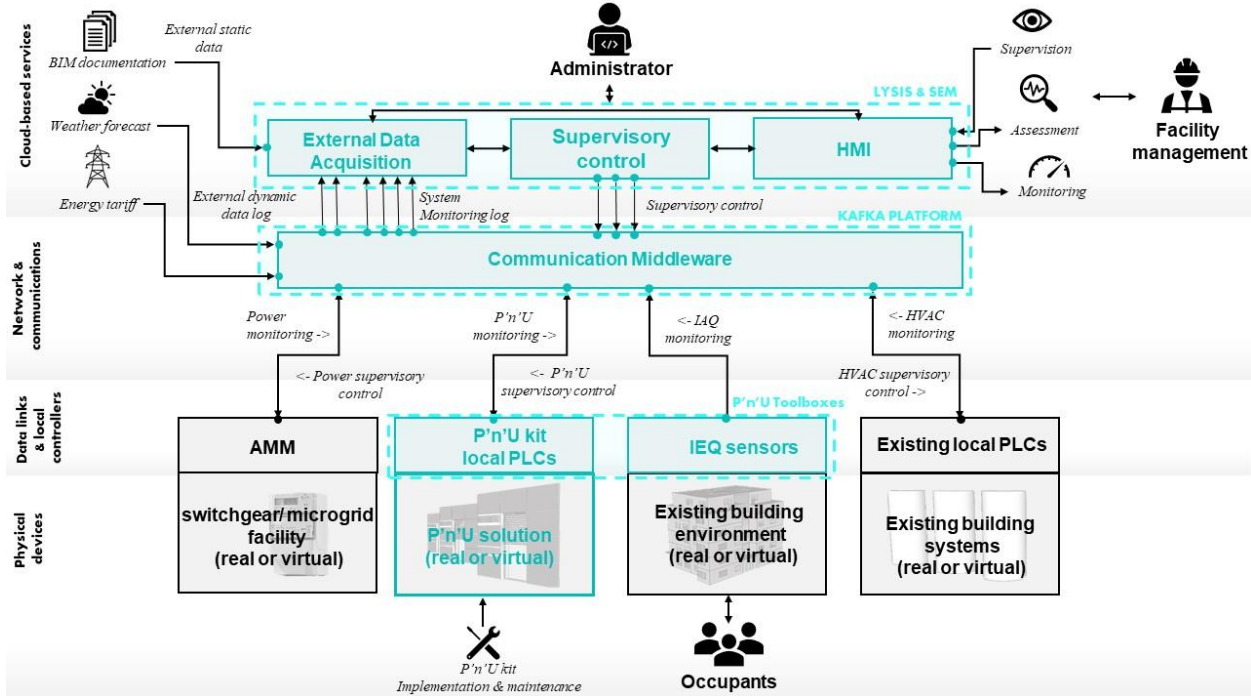 Cloud-based services
External static
data
BIM documentation
Weather forecast
Energy tariff
Administrator
LYSIS & SEM
External Data
Acquisition
Supervisory
control
HMI
Supervision
Assessment
Monitoring
Facility
management
External dynamic
data log
System
Monitoring log
Supervisory control
KAFKA PLATFORM
Network &
communications
Communication Middleware
Power
monitoring ->
P'n'U
monitoring ->
<- IAQ
monitoring
<- HVAC
monitoring
<- Power supervisory
control
<- P'n'U
supervisory control
HVAC supervisory
control ->
P'n'U Toolboxes
Data links
& local
controllers
AMM
P'n'U kit
local PLCs
IEQ sensors
Existing local PLCs
Physical
devices
switchgear/microgrid
facility
(real or virtual)
P'n'U solution
(real or virtual)
Existing building
environment
(real or virtual)
Existing building
systems
(real or virtual)
P'n'U kit
Implementation & maintenance
Occupants